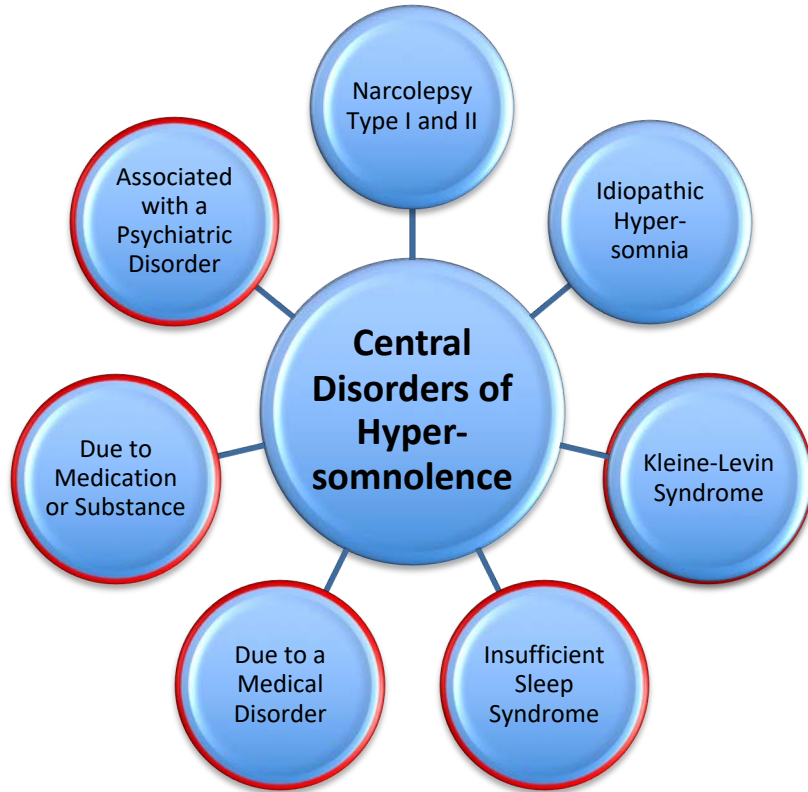 Narcolepsy
Type I and II
Idiopathic
Hyper-
somnia
Kleine-Levin
Syndrome
Insufficient
Sleep
Syndrome
Due to a
Medical
Disorder
Due to
Medication
or Substance
Associated
with a
Psychiatric
Disorder
Central
Disorders of
Hyper-
somnolence